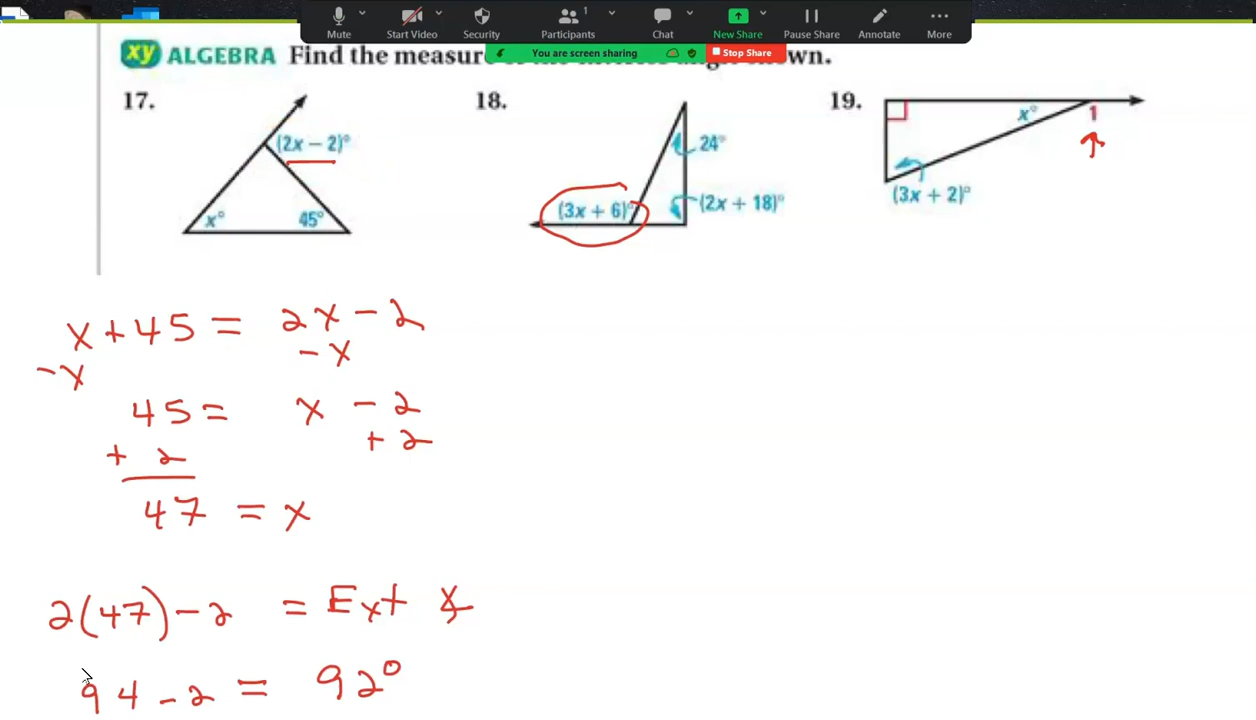 Mute
Start Video
Security
1
Participants
Chat
New Share
Pause Share
Annotate
More
You are screen sharing
Stop Share
xy ALGEBRA Find the measure wn.
17.
(2x − 2)°
x°
45°
18.
24°
(3x + 6)°
(2x + 18)°
19.
x°
1
(3x + 2)°
x + 45 = 2x − 2
−x −x
45 = x − 2
+ 2 + 2
47 = x
2(47) − 2 = Ext ∡
94 − 2 = 92°